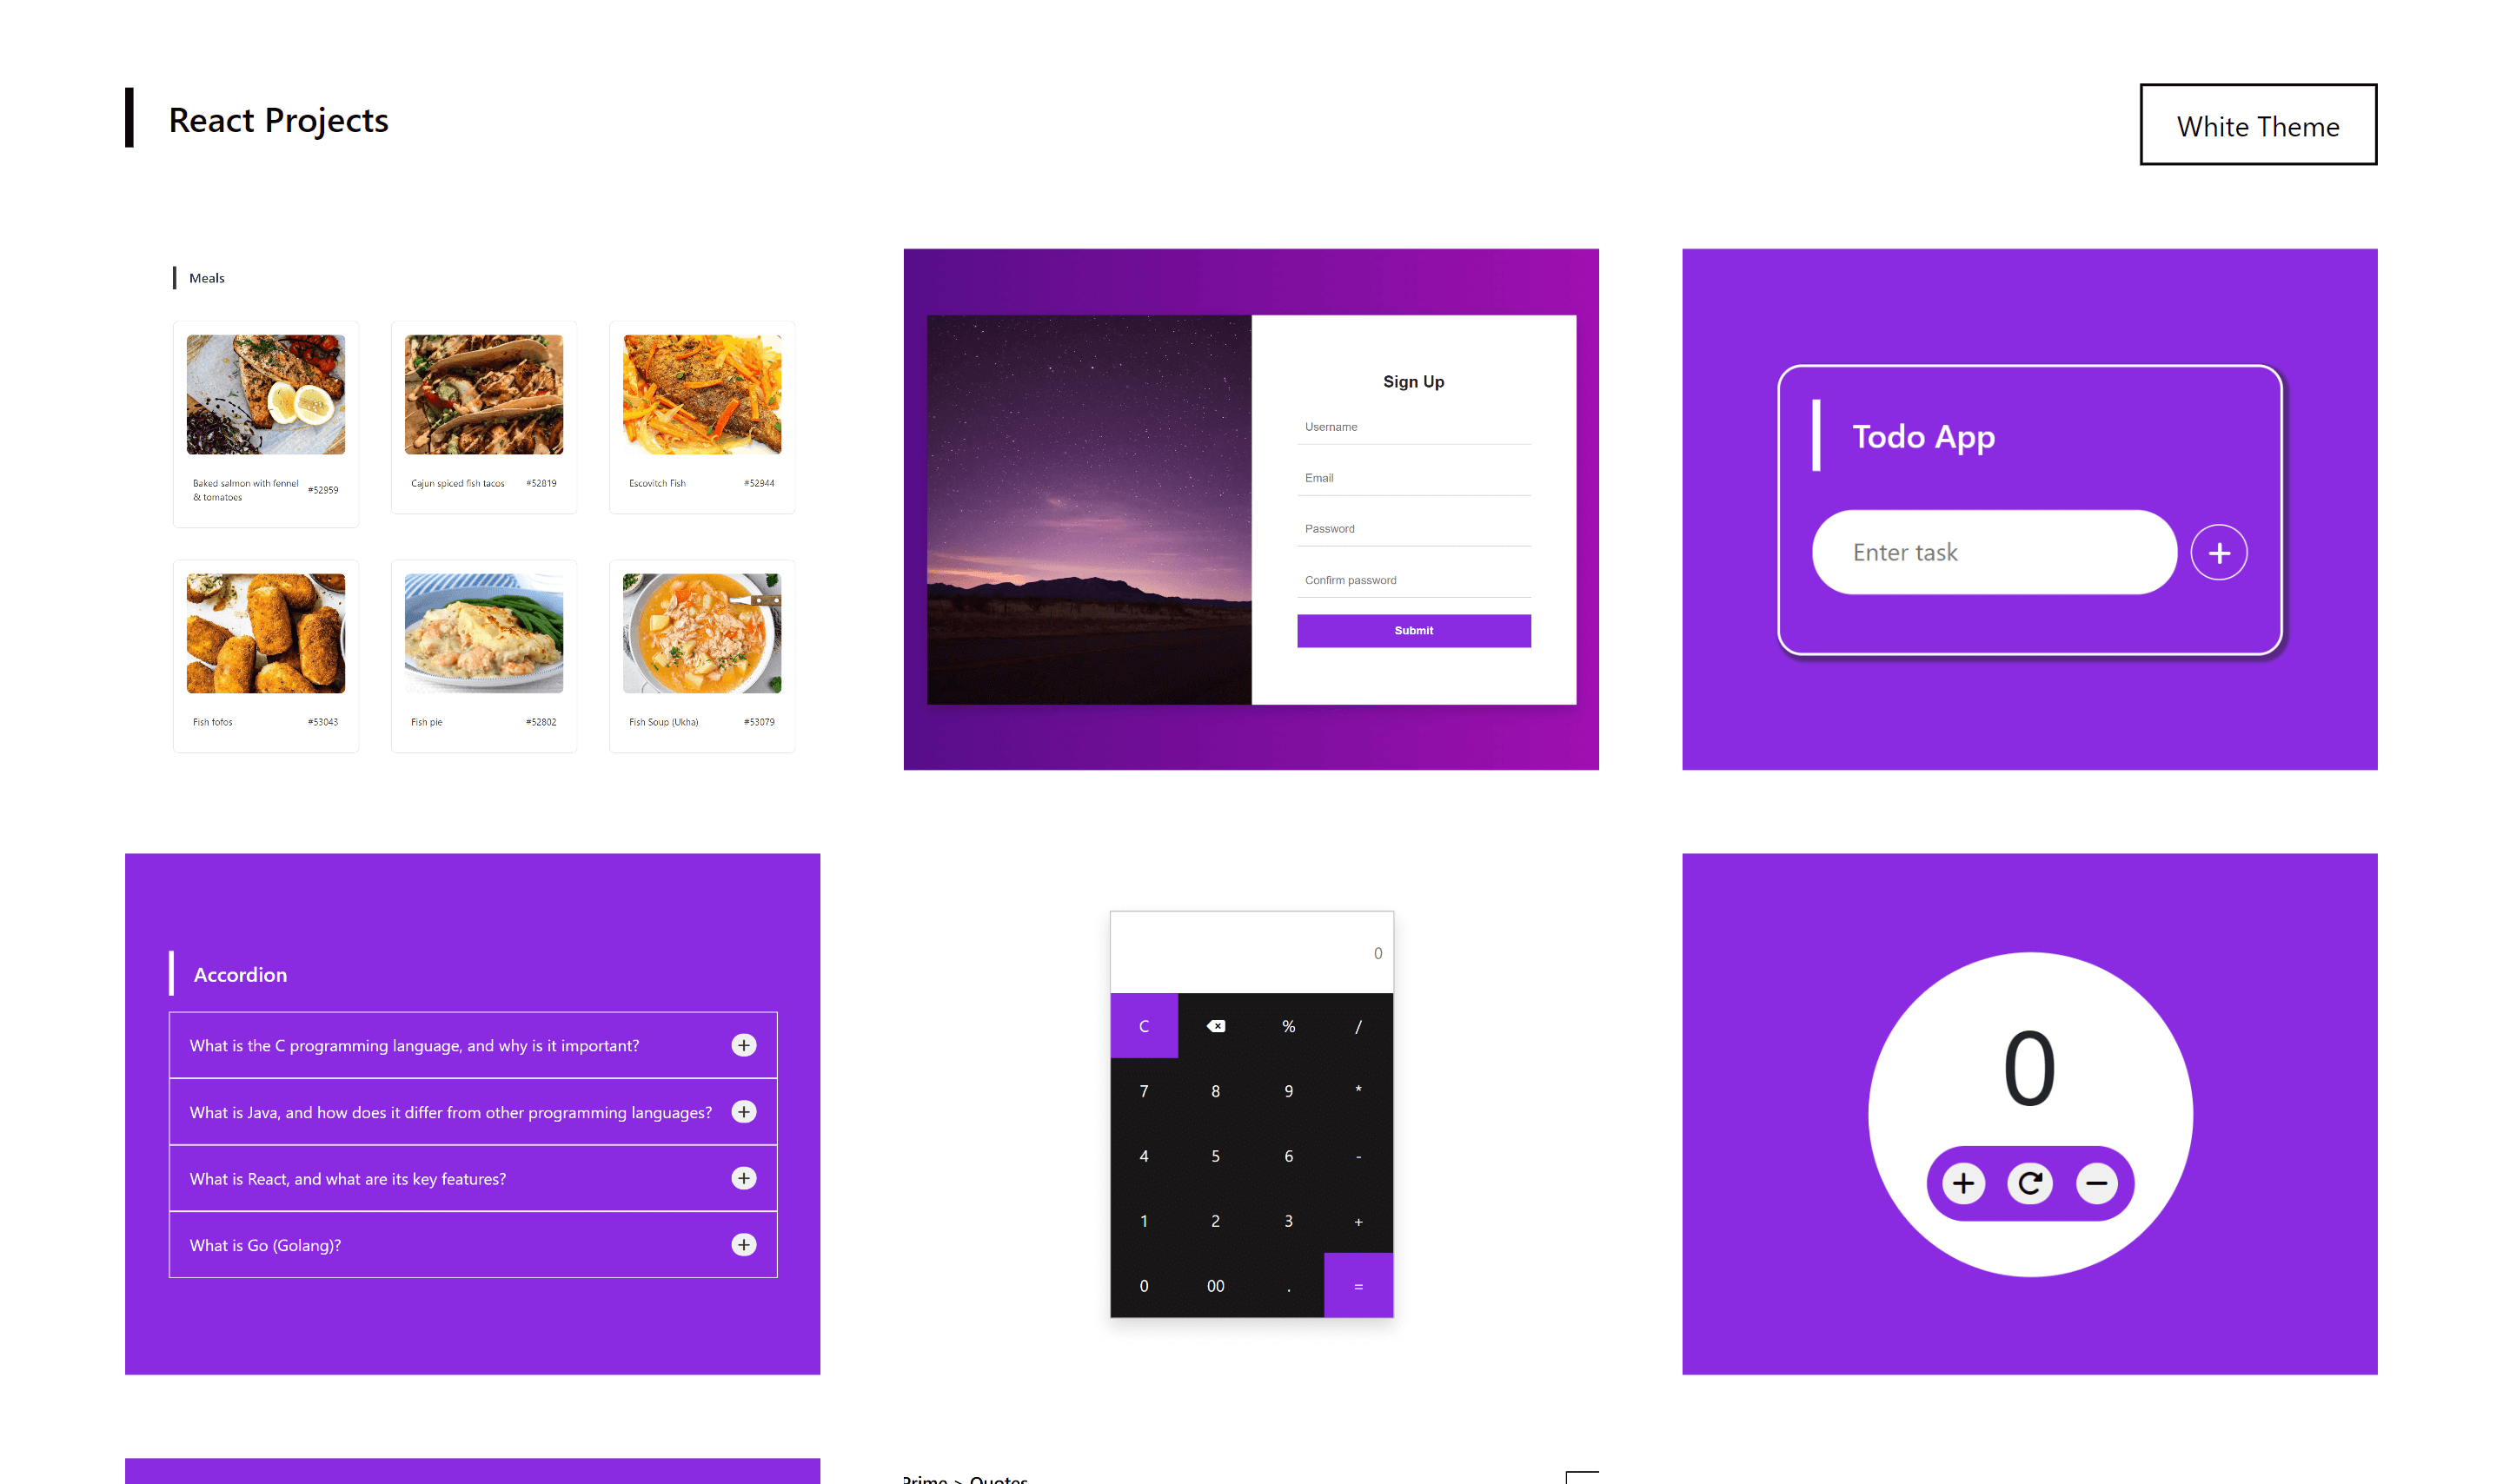 React Projects
White Theme
Meals
Baked salmon with fennel
& tomatoes
#52959
Cajun spiced fish tacos #52819
Escovitch Fish #52944
Fish fofos #53043
Fish pie #52802
Fish Soup (Ukha) #53079
Sign Up
Username
Email
Password
Confirm password
Submit
Todo App
Enter task
+
Accordion
What is the C programming language, and why is it important? +
What is Java, and how does it differ from other programming languages? +
What is React, and what are its key features? +
What is Go (Golang)? +
0
C % /
7 8 9 *
4 5 6 -
1 2 3 +
0 00 . =
0
+ −
Prime > Quotes